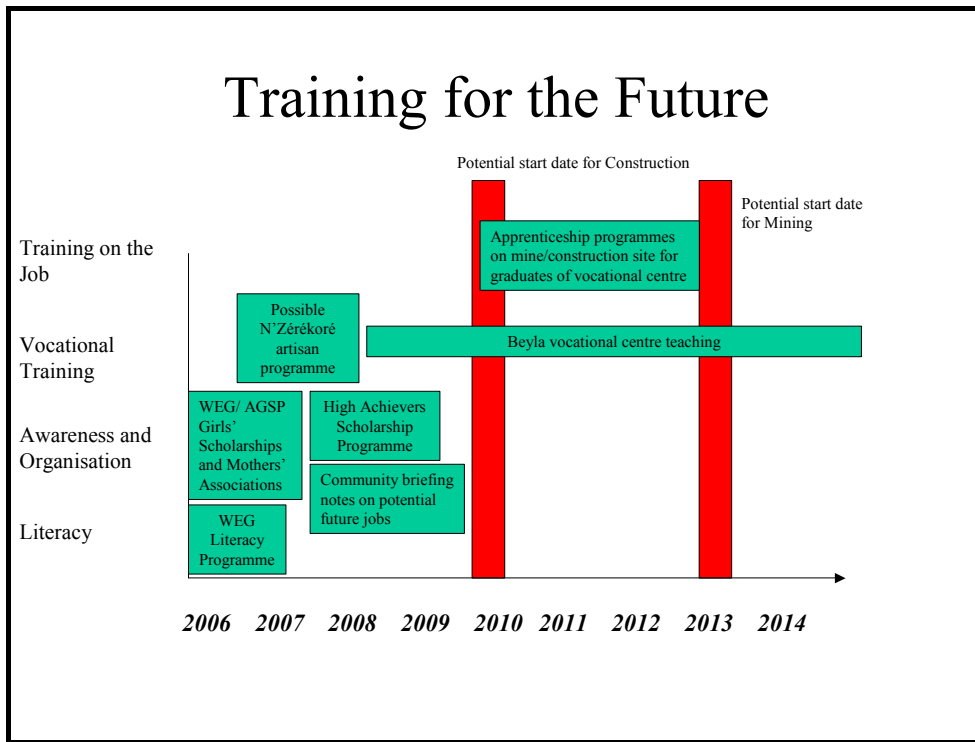 Training for the Future
Potential start date for Construction
Potential start date
for Mining
Training on the
Job
Apprenticeship programmes
on mine/construction site for
graduates of vocational centre
Vocational
Training
Possible
N'Zérékoré
artisan
programme
Beyla vocational centre teaching
Awareness and
Organisation
WEG/ AGSP
Girls'
Scholarships
and Mothers'
Associations
High Achievers
Scholarship
Programme
Community briefing
notes on potential
future jobs
Literacy
WEG
Literacy
Programme
2006 2007 2008 2009 2010 2011 2012 2013 2014